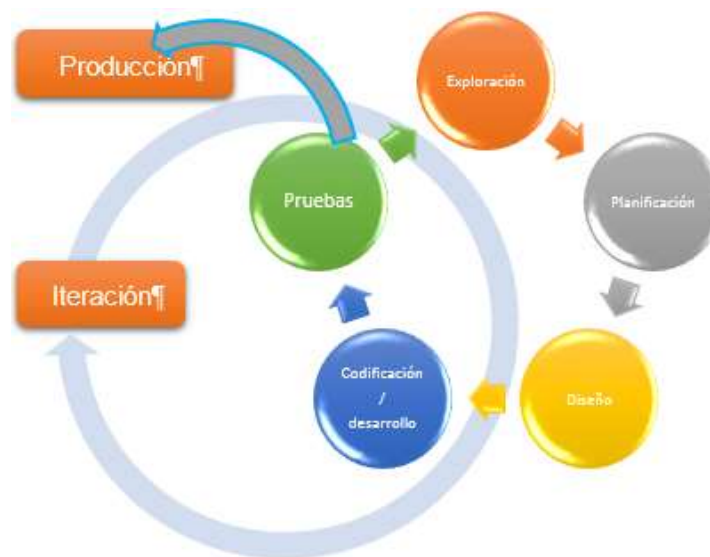 Producción¶
Exploración
Pruebas
Planificación
Iteración¶
Codificación
/
desarrollo
Diseño